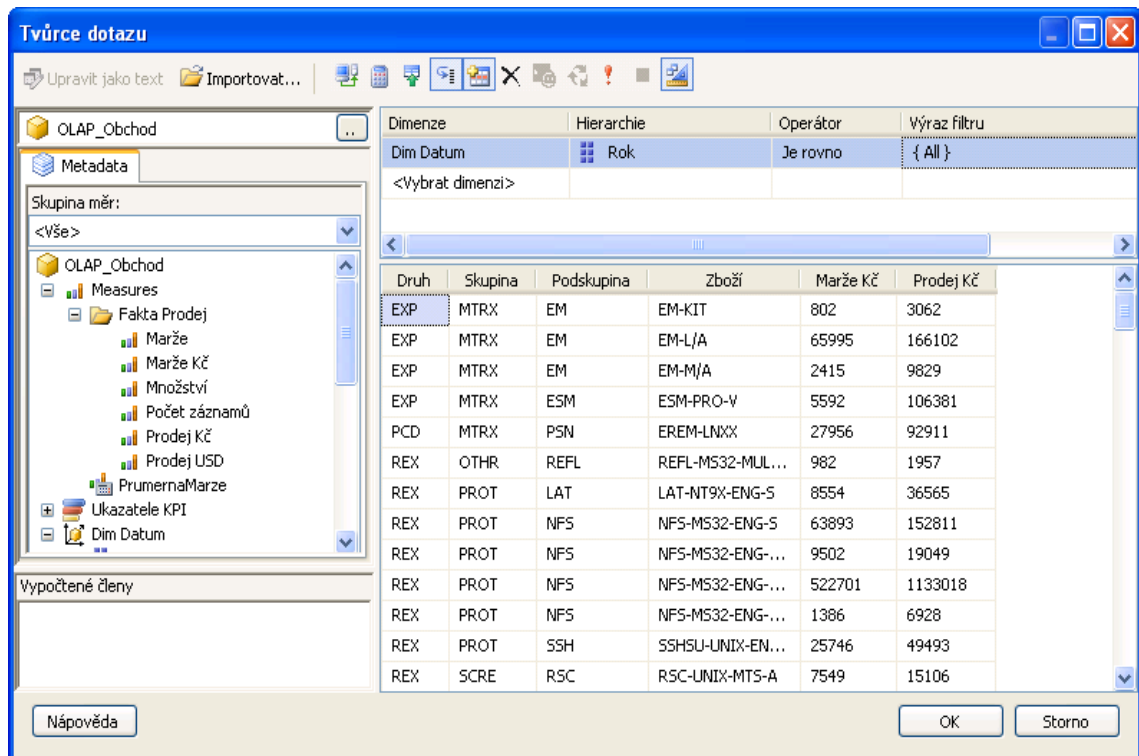 Tvůrce dotazu
Upravit jako text Importovat...
OLAP_Obchod ..
Metadata
Skupina měr:
<Vše>
OLAP_Obchod
Measures
Fakta Prodej
Marže
Marže Kč
Množství
Počet záznamů
Prodej Kč
Prodej USD
PrumernaMarze
Ukazatele KPI
Dim Datum
Vypočtené členy
Dimenze Hierarchie Operátor Výraz filtru
Dim Datum Rok Je rovno { All }
<Vybrat dimenzi>
Druh Skupina Podskupina Zboží Marže Kč Prodej Kč
EXP MTRX EM EM-KIT 802 3062
EXP MTRX EM EM-L/A 65995 166102
EXP MTRX EM EM-M/A 2415 9829
EXP MTRX ESM ESM-PRO-V 5592 106381
PCD MTRX PSN EREM-LNXX 27956 92911
REX OTHR REFL REFL-MS32-MUL... 982 1957
REX PROT LAT LAT-NT9X-ENG-S 8554 36565
REX PROT NFS NFS-MS32-ENG-S 63893 152811
REX PROT NFS NFS-MS32-ENG-... 9502 19049
REX PROT NFS NFS-MS32-ENG-... 522701 1133018
REX PROT NFS NFS-MS32-ENG-... 1386 6928
REX PROT SSH SSHSU-UNIX-EN... 25746 49493
REX SCRE RSC RSC-UNIX-MTS-A 7549 15106
Nápověda OK Storno